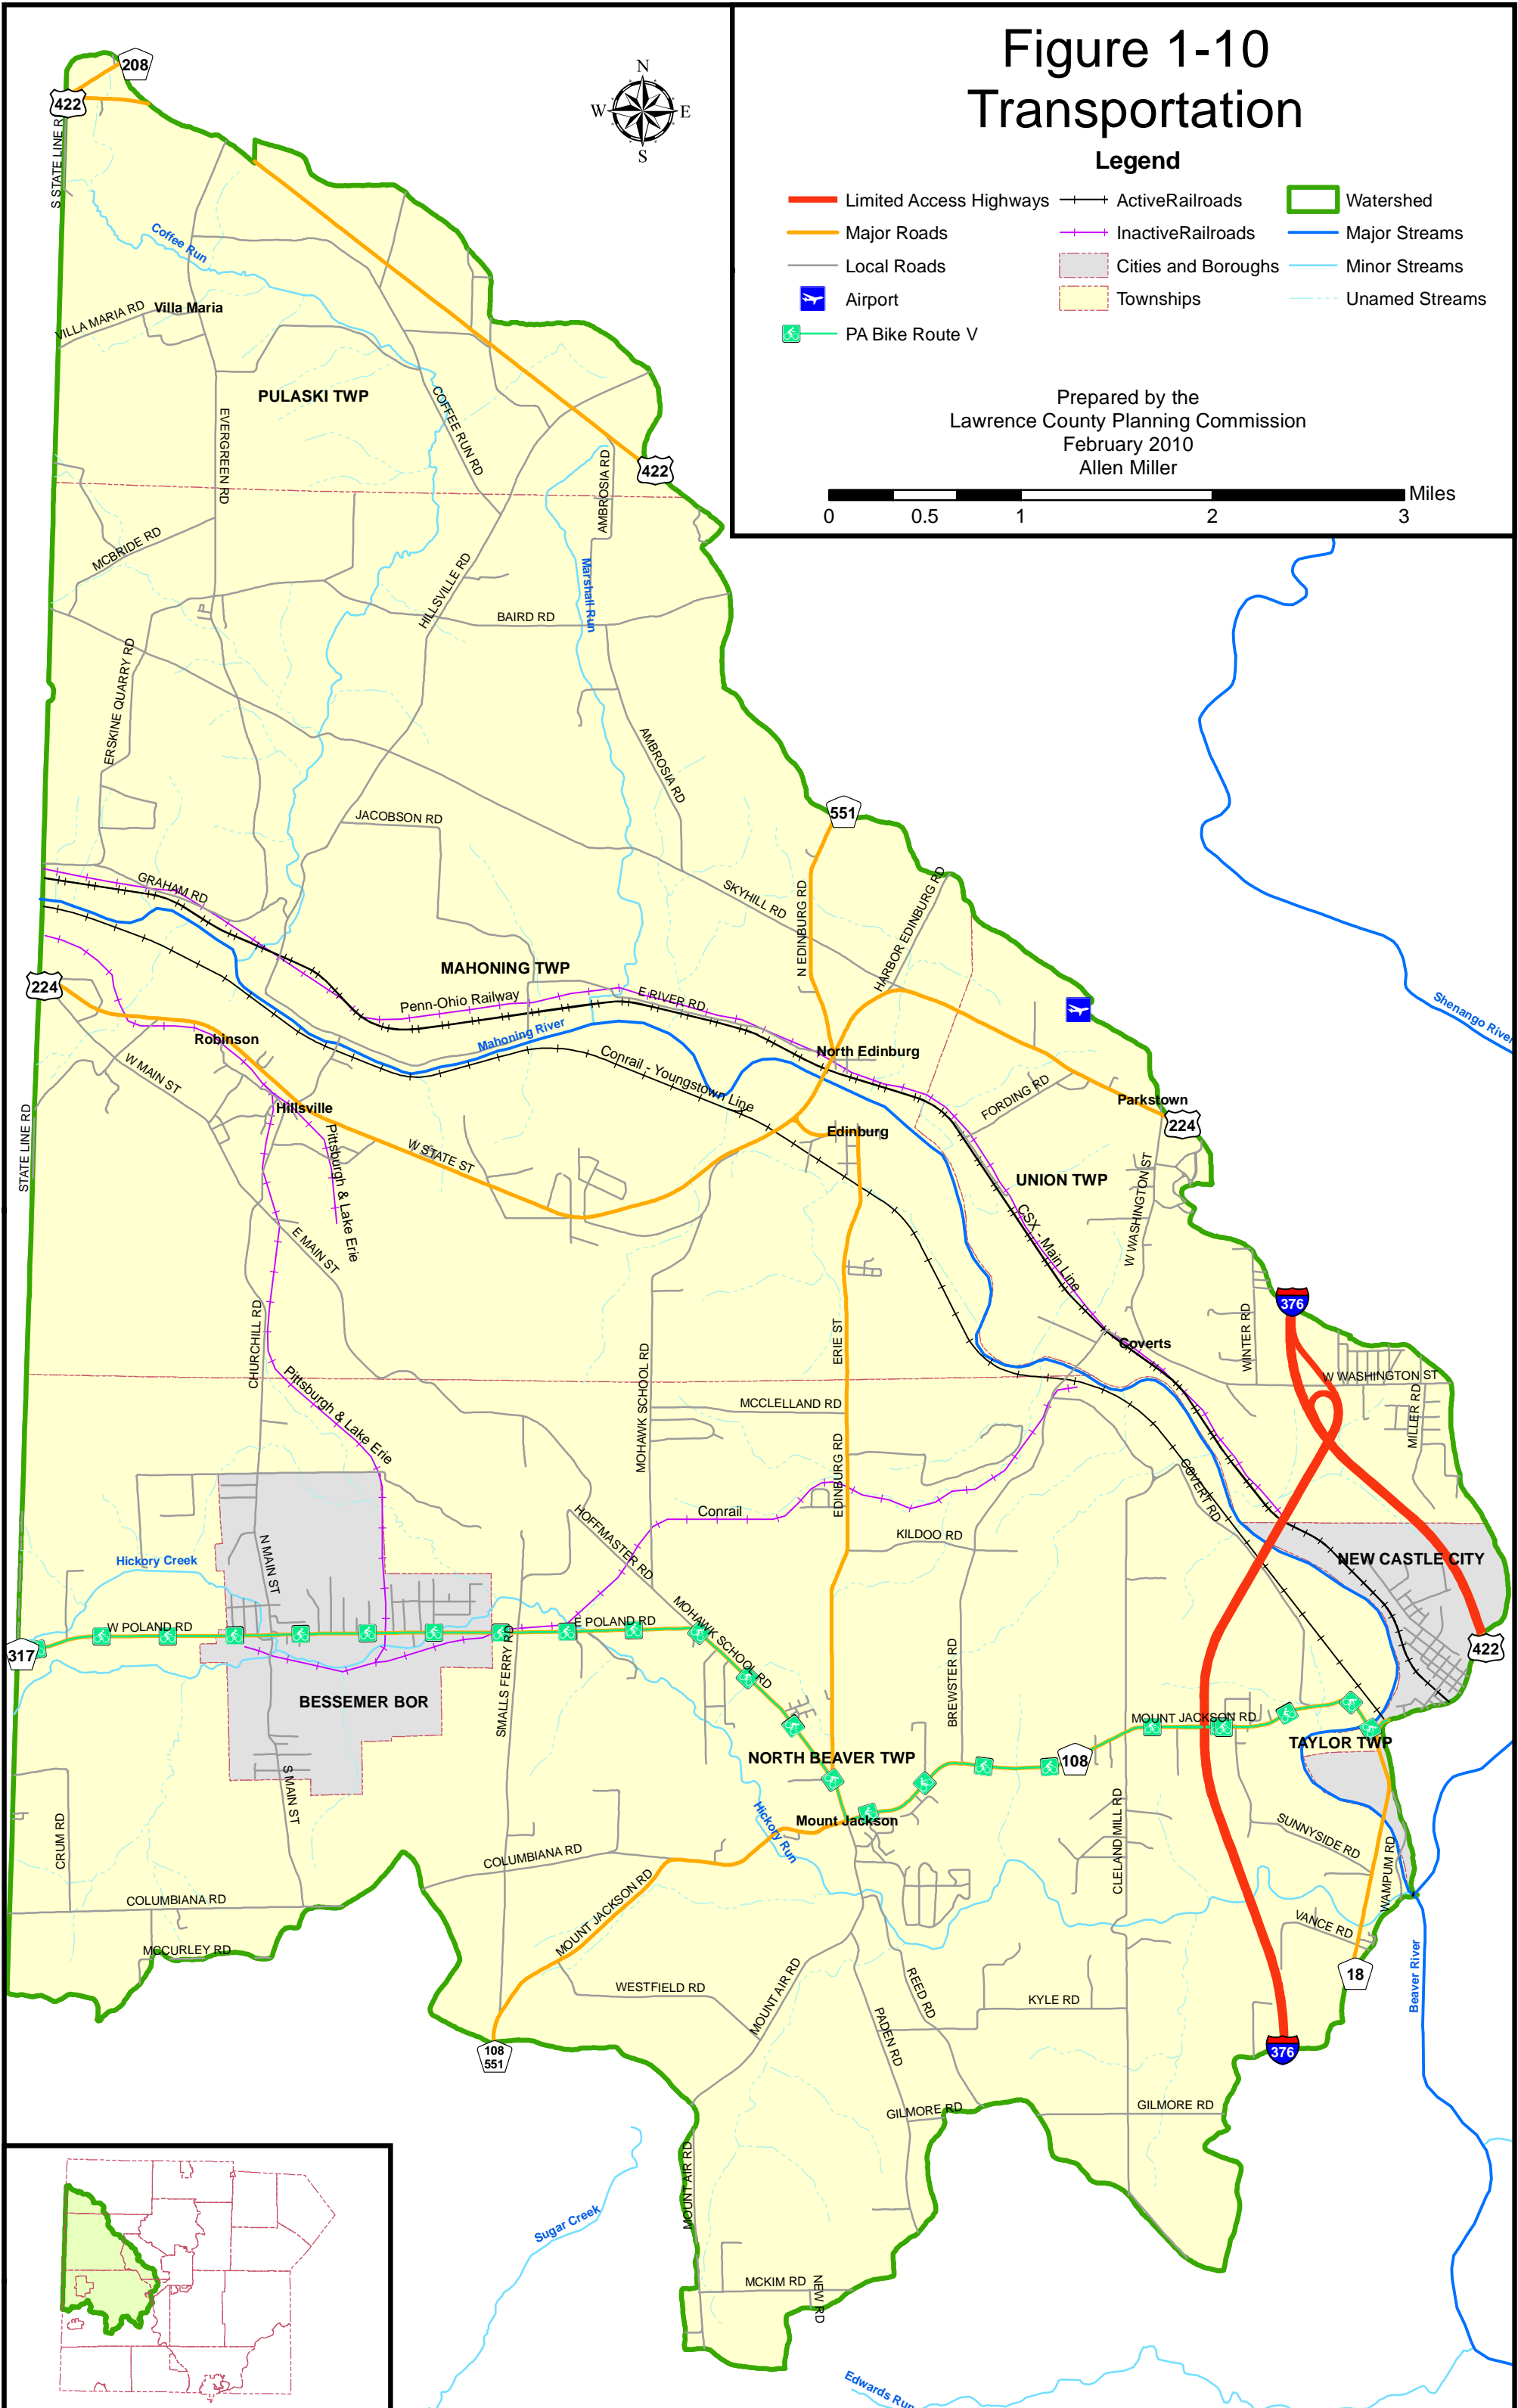 Figure 1-10
Transportation
Legend
Limited Access Highways
Major Roads
Local Roads
Airport
PA Bike Route V
ActiveRailroads
InactiveRailroads
Cities and Boroughs
Townships
Watershed
Major Streams
Minor Streams
Unamed Streams
Prepared by the
Lawrence County Planning Commission
February 2010
Allen Miller
Miles
0 0.5 1 2 3
N
W E
S
208
422
S STATE LINE R
Coffee Run
VILLA MARIA RD
Villa Maria
PULASKI TWP
EVERGREEN RD
COFFEE RUN RD
422
AMBROSIA RD
MCBRIDE RD
HILLSVILLE RD
Marshall Run
BAIRD RD
ERSKINE QUARRY RD
AMBROSIA RD
JACOBSON RD
551
GRAHAM RD
SKYHILL RD
N EDINBURG RD
HARBOR EDINBURG RD
MAHONING TWP
224
Penn-Ohio Railway
E RIVER RD
Mahoning River
Shenango River
Robinson
W MAIN ST
Conrail - Youngstown Line
North Edinburg
FORDING RD
Parkstown
224
Hillsville
Edinburg
STATE LINE RD
Pittsburgh & Lake Erie
W STATE ST
UNION TWP
W WASHINGTON ST
CSX - Main Line
E MAIN ST
CHURCHILL RD
376
ERIE ST
WINTER RD
Coverts
W WASHINGTON ST
MILLER RD
Pittsburgh & Lake Erie
MOHAWK SCHOOL RD
MCCLELLAND RD
EDINBURG RD
COVERT RD
Conrail
HOFFMASTER RD
KILDOO RD
NEW CASTLE CITY
Hickory Creek
N MAIN ST
W POLAND RD
E POLAND RD
MOHAWK SCHOOL RD
317
422
SMALLS FERRY RD
BREWSTER RD
BESSEMER BOR
MOUNT JACKSON RD
TAYLOR TWP
NORTH BEAVER TWP
108
S MAIN ST
Hickory Run
Mount Jackson
CLELAND MILL RD
SUNNYSIDE RD
WAMPUM RD
CRUM RD
COLUMBIANA RD
COLUMBIANA RD
MOUNT JACKSON RD
VANCE RD
MCCURLEY RD
WESTFIELD RD
MOUNT AIR RD
REED RD
PADEN RD
KYLE RD
18
Beaver River
108
551
376
GILMORE RD
GILMORE RD
MOUNT AIR RD
Sugar Creek
MCKIM RD
NEW RD
Edwards Run